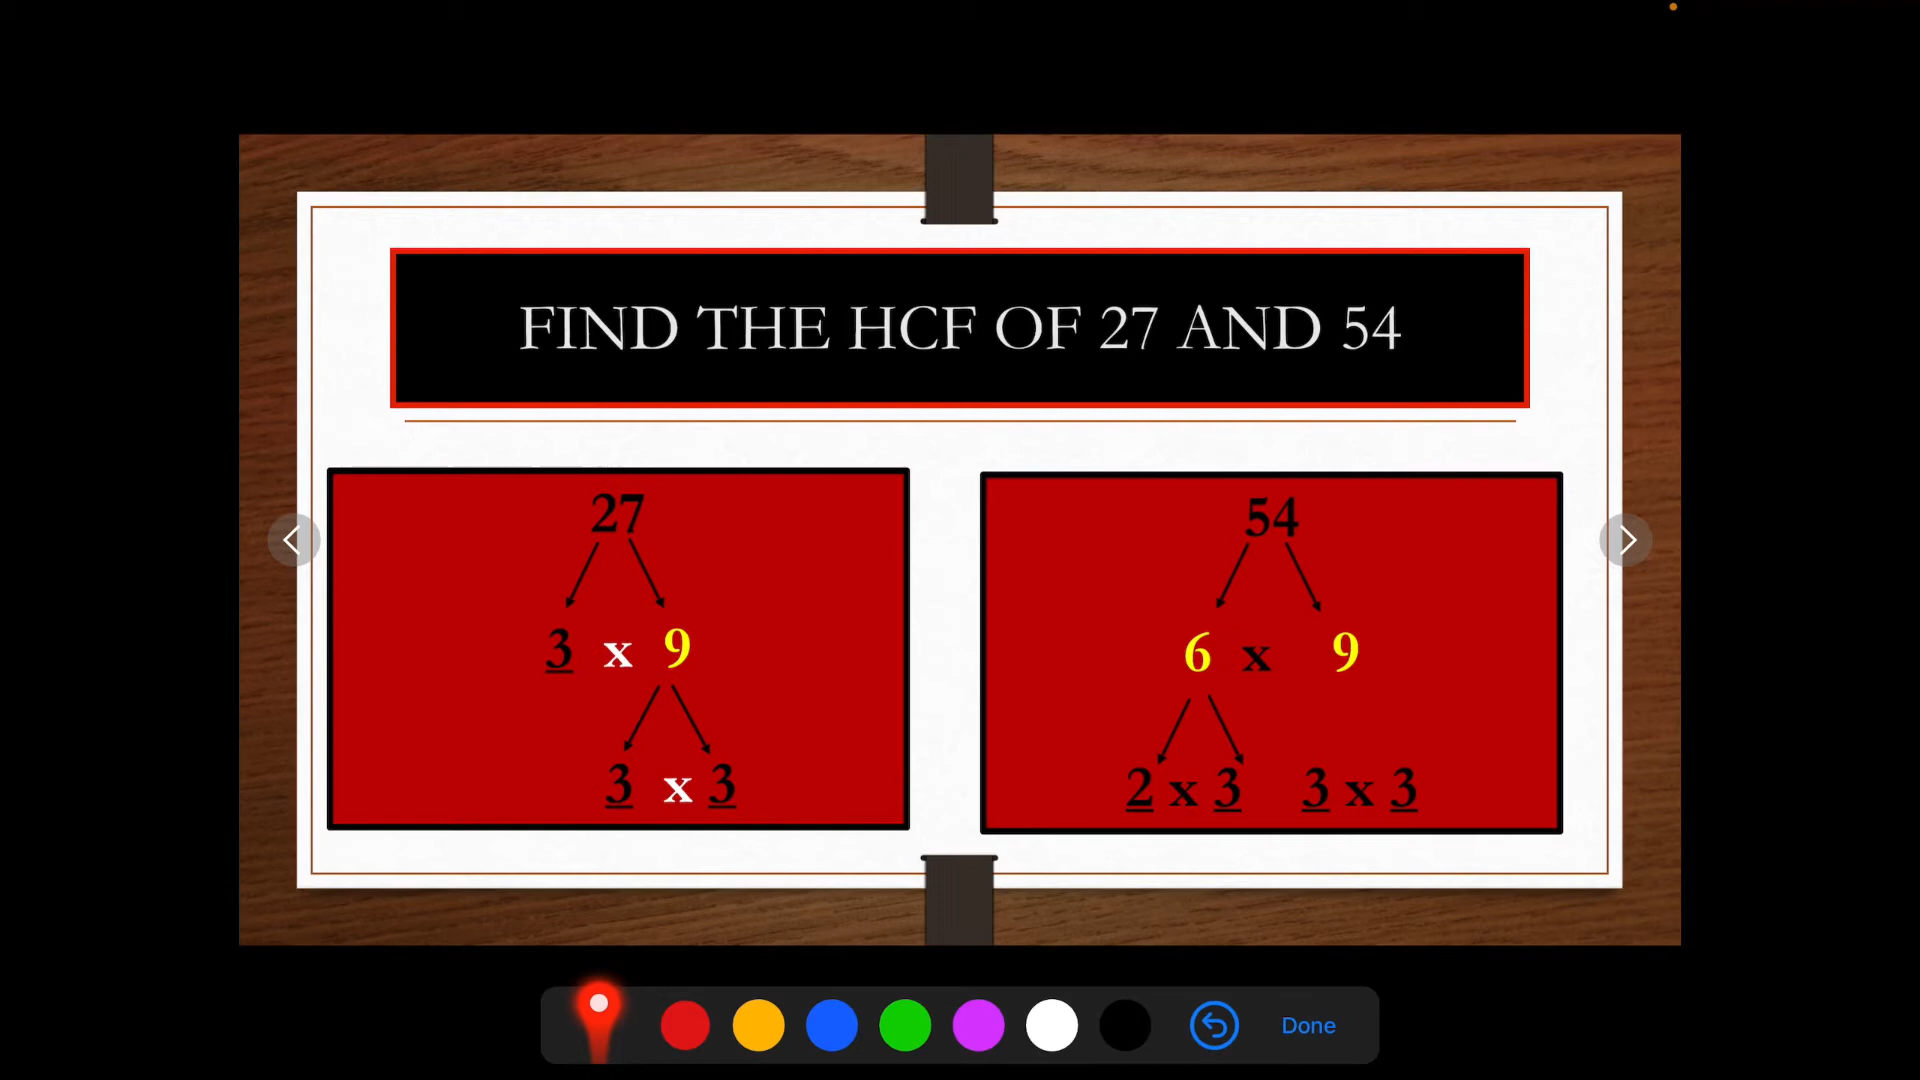 FIND THE HCF OF 27 AND 54
27
3 x 9
3 x 3
54
6 x 9
2 x 3 3 x 3
Done